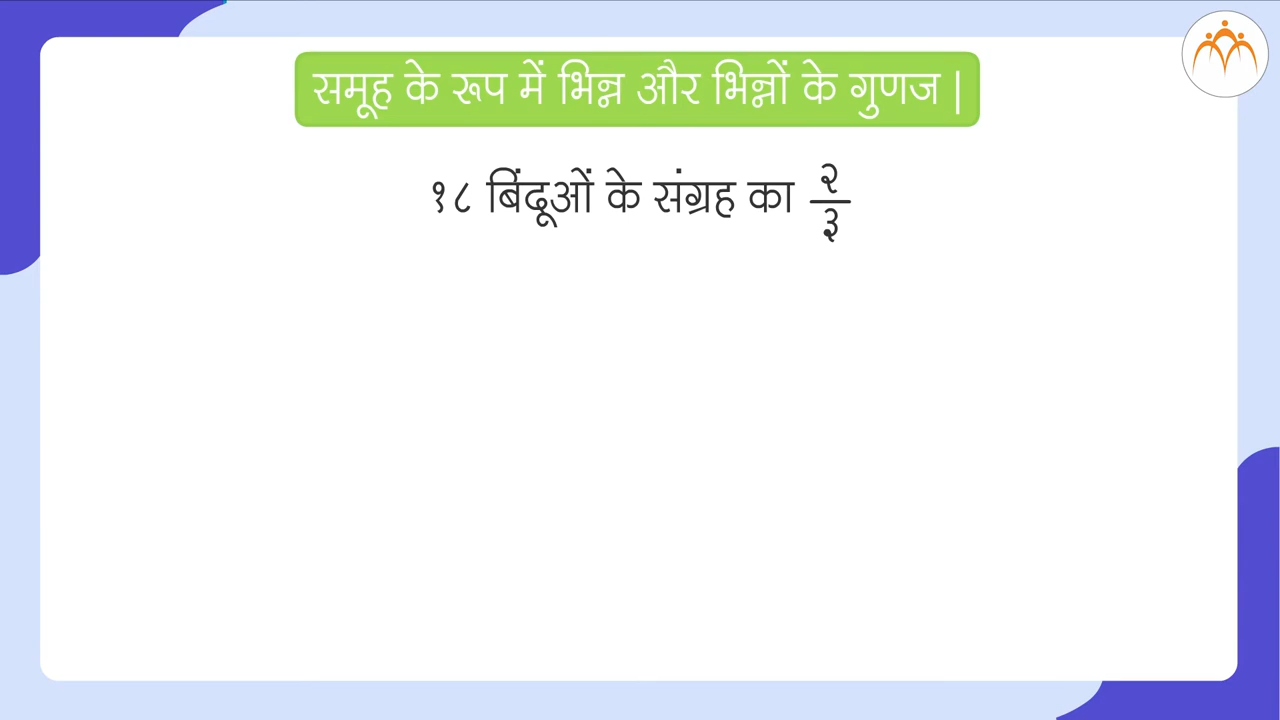 समूह के रूप में भिन्न और भिन्नों के गुणज |
१८ बिंदूओं के संग्रह का २/३